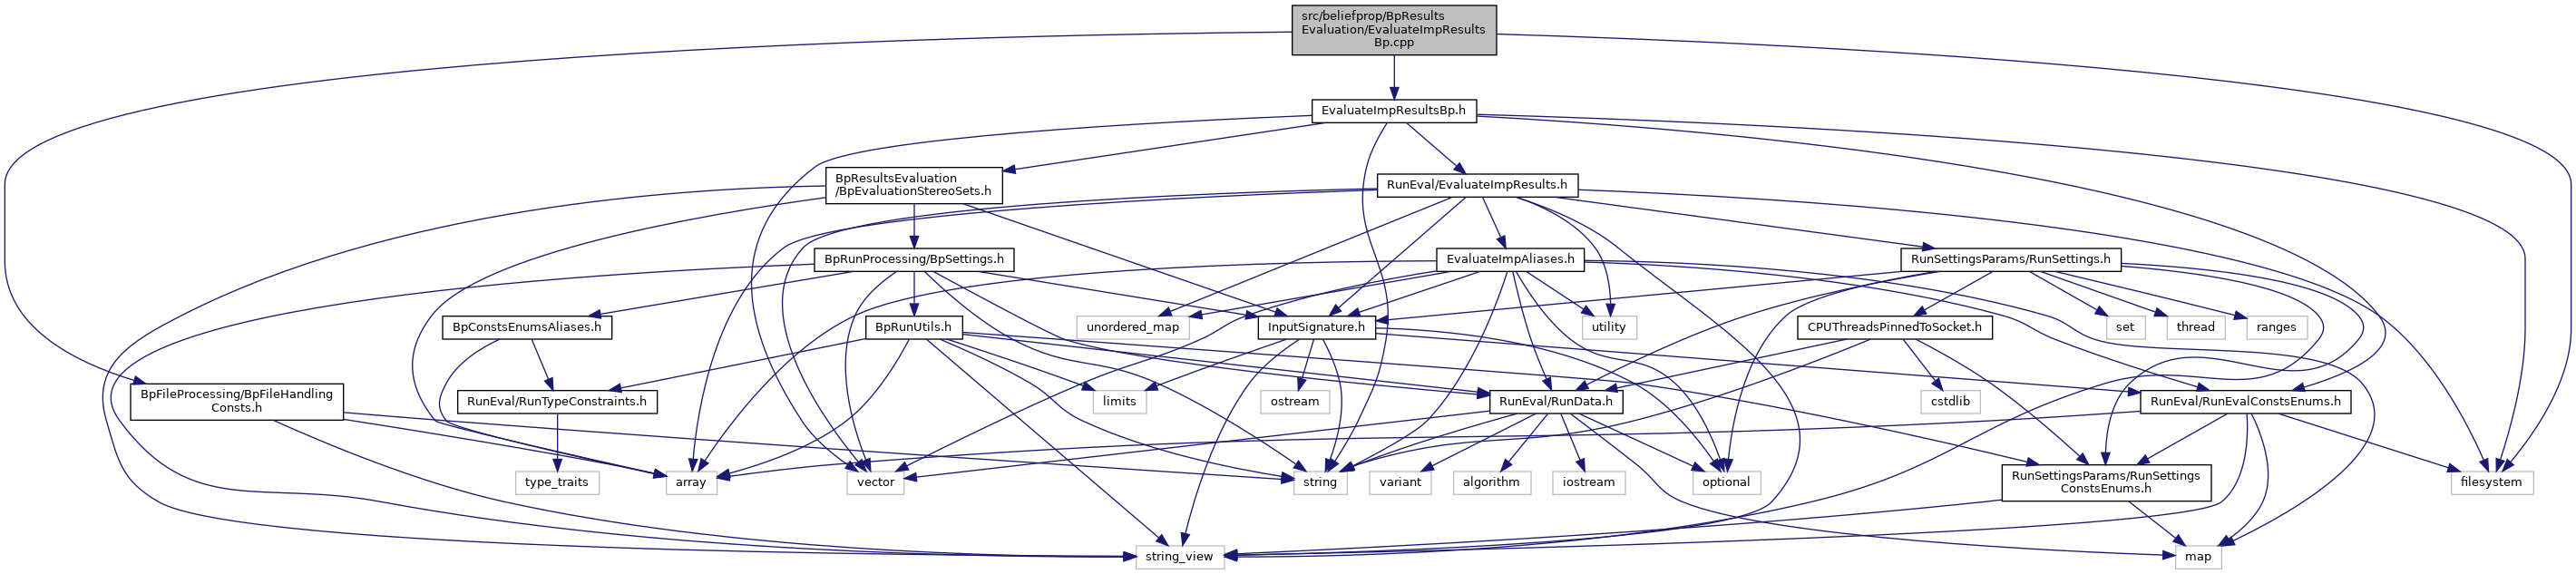 src/beliefprop/BpResults
Evaluation/EvaluateImpResults
Bp.cpp
EvaluateImpResultsBp.h
BpResultsEvaluation
/BpEvaluationStereoSets.h
RunEval/EvaluateImpResults.h
BpRunProcessing/BpSettings.h
EvaluateImpAliases.h
RunSettingsParams/RunSettings.h
BpConstsEnumsAliases.h
BpRunUtils.h
unordered_map
InputSignature.h
utility
CPUThreadsPinnedToSocket.h
set
thread
ranges
BpFileProcessing/BpFileHandling
Consts.h
RunEval/RunTypeConstraints.h
limits
ostream
RunEval/RunData.h
cstdlib
RunEval/RunEvalConstsEnums.h
type_traits
array
vector
string
variant
algorithm
iostream
optional
RunSettingsParams/RunSettings
ConstsEnums.h
filesystem
string_view
map